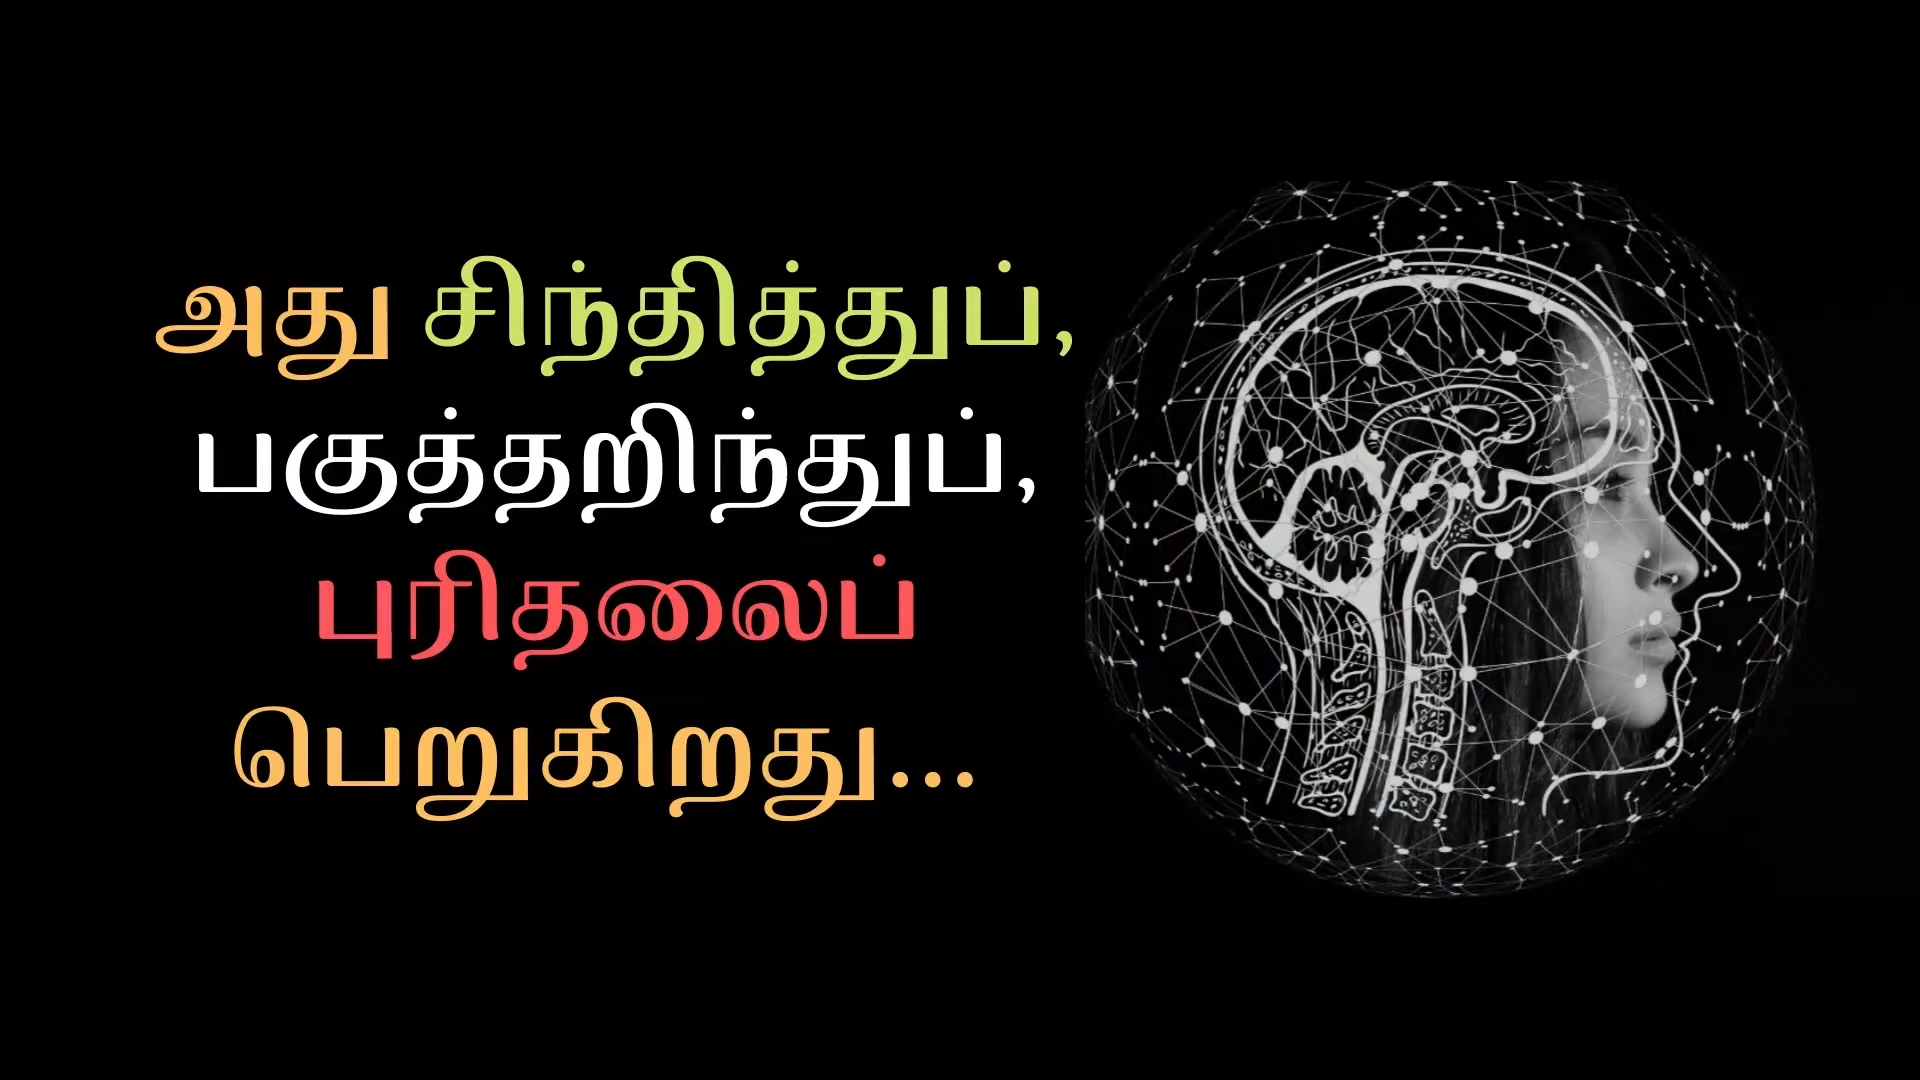 அது சிந்தித்துப்,
பகுத்தறிந்துப்,
புரிதலைப்
பெறுகிறது...